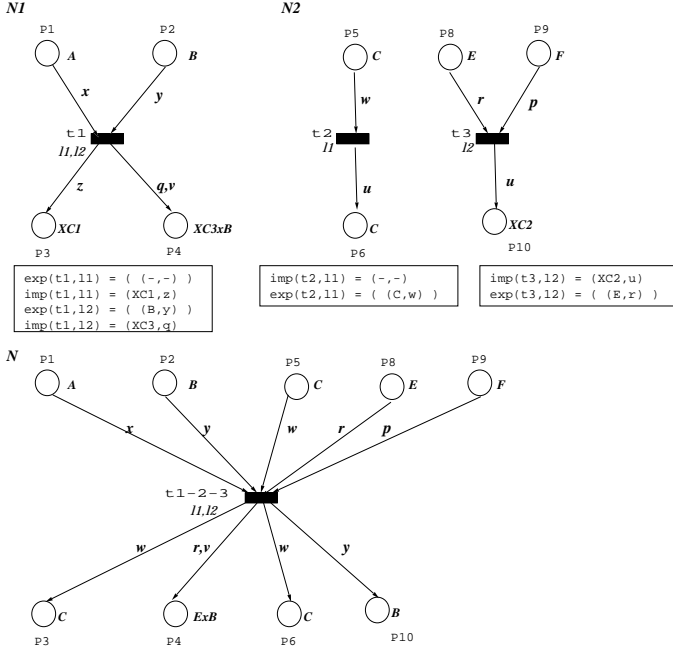 N1
N2
P1
P2
A
B
x
y
t1
l1,l2
z
q,v
XC1
XC3xB
P3
P4
P5
C
w
t2
l1
u
C
P6
P8
P9
E
F
r
p
t3
l2
u
XC2
P10
exp(t1,l1) = ( (-,-) )
imp(t1,l1) = (XC1,z)
exp(t1,l2) = ( (B,y) )
imp(t1,l2) = (XC3,q)
imp(t2,l1) = (-,-)
exp(t2,l1) = ( (C,w) )
imp(t3,l2) = (XC2,u)
exp(t3,l2) = ( (E,r) )
N
P1
P2
P5
P8
P9
A
B
C
E
F
x
y
w
r
p
t1-2-3
l1,l2
w
r,v
w
y
C
ExB
C
B
P3
P4
P6
P10